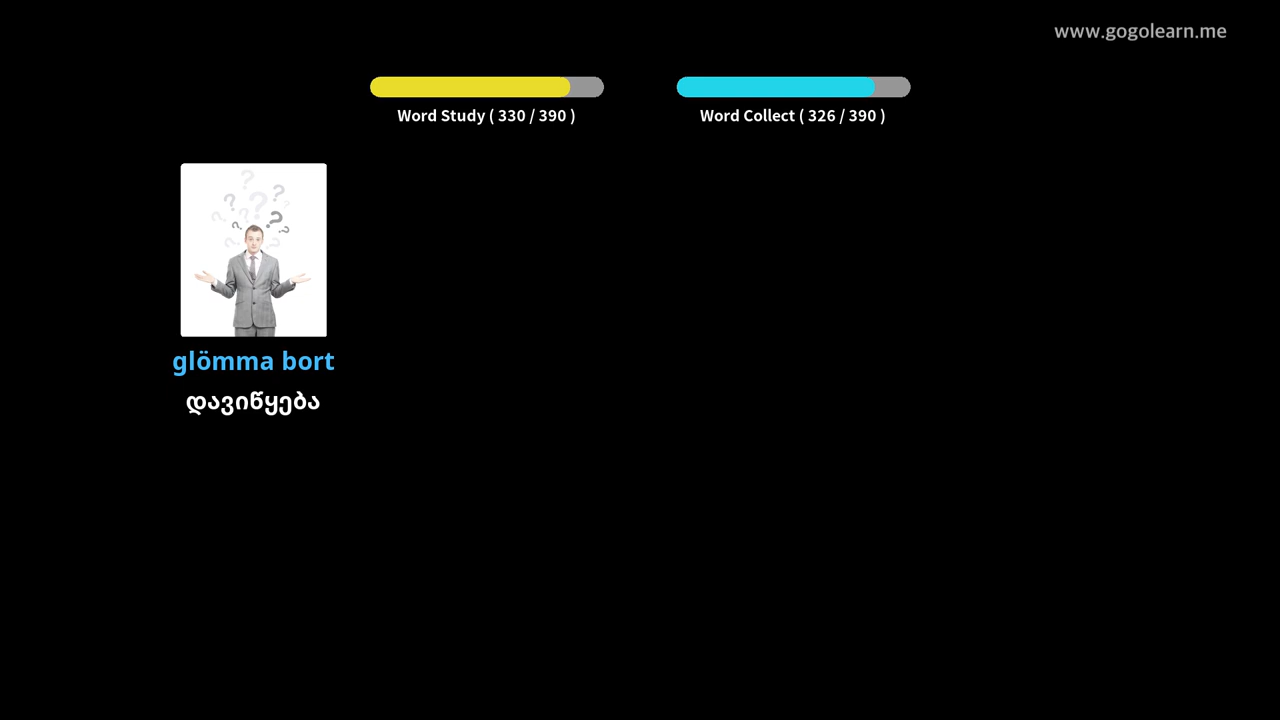 www.gogolearn.me
Word Study ( 330 / 390 )
Word Collect ( 326 / 390 )
glömma bort
დავიწყება